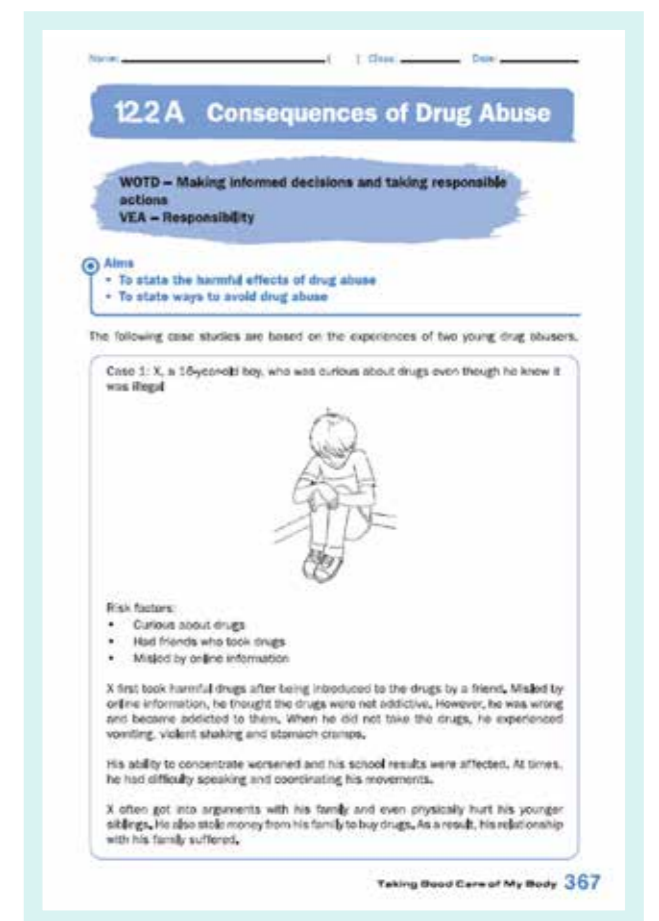 Name: ( ) Class: Date:
12.2 A Consequences of Drug Abuse
WOTD – Making informed decisions and taking responsible
actions
VEA – Responsibility
Aims
• To state the harmful effects of drug abuse
• To state ways to avoid drug abuse
The following case studies are based on the experiences of two young drug abusers.
Case 1: X, a 16-year-old boy, who was curious about drugs even though he knew it
was illegal
Risk factors:
• Curious about drugs
• Had friends who took drugs
• Misled by online information
X first took harmful drugs after being introduced to the drugs by a friend. Misled by
online information, he thought the drugs were not addictive. However, he was wrong
and became addicted to them. When he did not take the drugs, he experienced
vomiting, violent shaking and stomach cramps.
His ability to concentrate worsened and his school results were affected. At times,
he had difficulty speaking and coordinating his movements.
X often got into arguments with his family and even physically hurt his younger
siblings. He also stole money from his family to buy drugs. As a result, his relationship
with his family suffered.
Taking Good Care of My Body 367